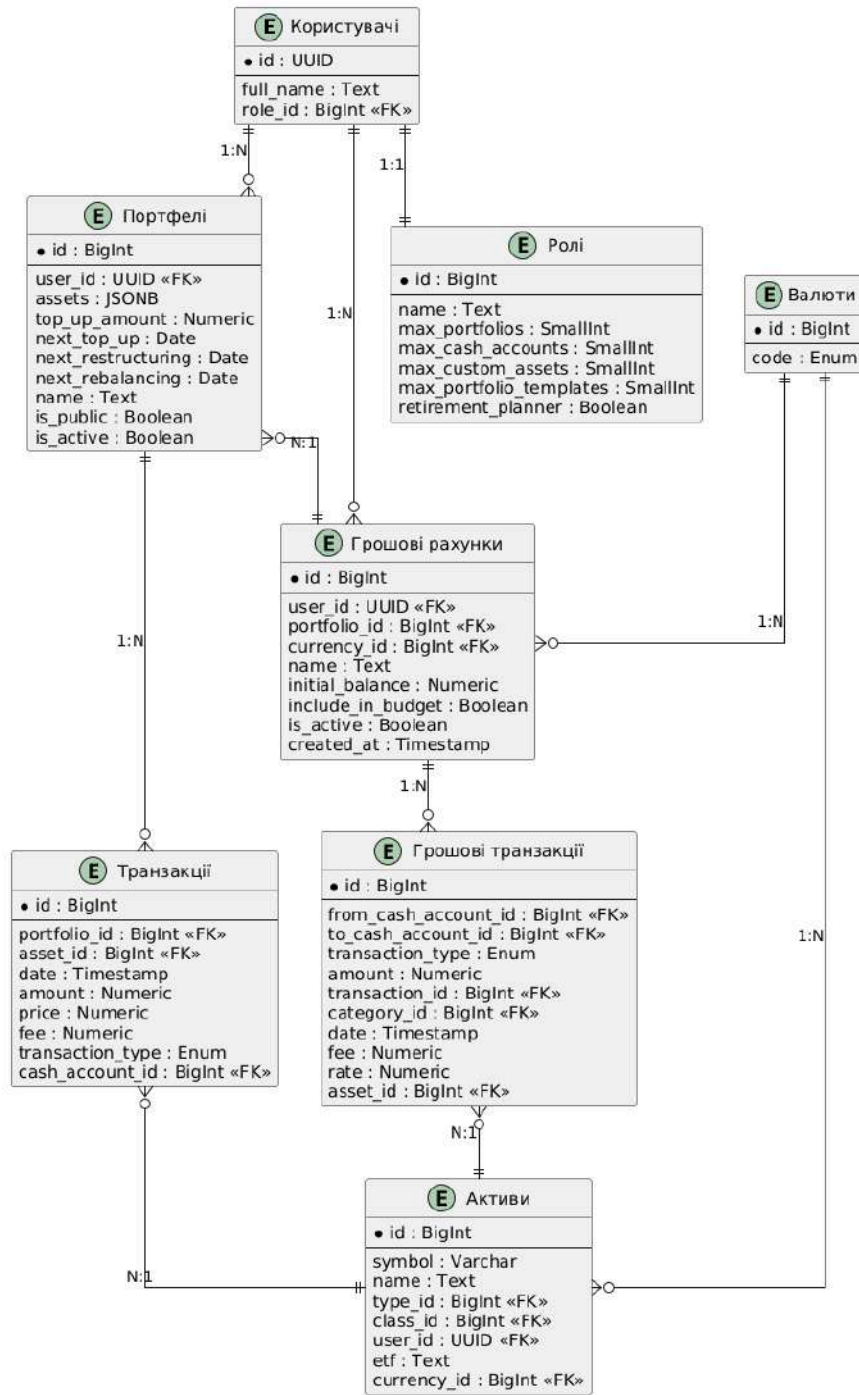 E Користувачі
• id : UUID
full_name : Text
role_id : BigInt «FK»
1:N
1:N
1:1
E Портфелі
• id : BigInt
user_id : UUID «FK»
assets : JSONB
top_up_amount : Numeric
next_top_up : Date
next_restructuring : Date
next_rebalancing : Date
name : Text
is_public : Boolean
is_active : Boolean
E Ролі
• id : BigInt
name : Text
max_portfolios : SmallInt
max_cash_accounts : SmallInt
max_custom_assets : SmallInt
max_portfolio_templates : SmallInt
retirement_planner : Boolean
E Валюти
• id : BigInt
code : Enum
N:1
E Грошові рахунки
• id : BigInt
user_id : UUID «FK»
portfolio_id : BigInt «FK»
currency_id : BigInt «FK»
name : Text
initial_balance : Numeric
include_in_budget : Boolean
is_active : Boolean
created_at : Timestamp
1:N
1:N
1:N
1:N
E Транзакції
• id : BigInt
portfolio_id : BigInt «FK»
asset_id : BigInt «FK»
date : Timestamp
amount : Numeric
price : Numeric
fee : Numeric
transaction_type : Enum
cash_account_id : BigInt «FK»
E Грошові транзакції
• id : BigInt
from_cash_account_id : BigInt «FK»
to_cash_account_id : BigInt «FK»
transaction_type : Enum
amount : Numeric
transaction_id : BigInt «FK»
category_id : BigInt «FK»
date : Timestamp
fee : Numeric
rate : Numeric
asset_id : BigInt «FK»
N:1
N:1
E Активи
• id : BigInt
symbol : Varchar
name : Text
type_id : BigInt «FK»
class_id : BigInt «FK»
user_id : UUID «FK»
etf : Text
currency_id : BigInt «FK»